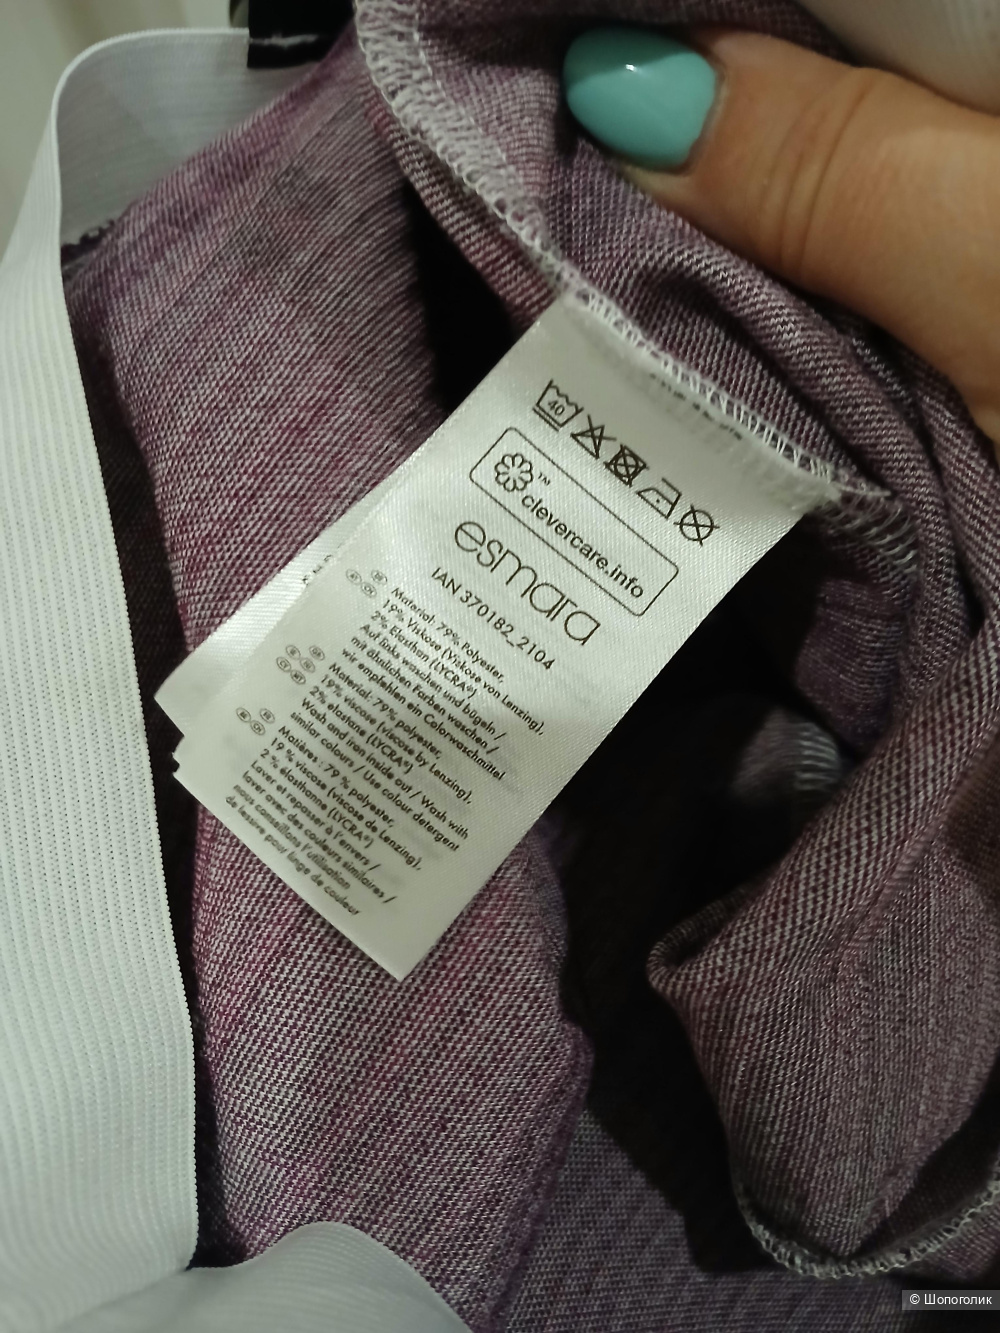 40
™
clevercare.info
esmara
IAN 370182_2104
Material: 79% Polyester,
19% Viskose (Viskose von Lenzing),
2% Elasthan (LYCRA®)
Auf links waschen und bügeln /
mit ähnlichen Farben waschen /
wir empfehlen ein Colorwaschmittel
Material: 79% polyester,
19% viscose (viscose by Lenzing),
2% elastane (LYCRA®)
Wash and iron inside out / Wash with
similar colours / Use colour detergent
Matières : 79 % polyester,
19 % viscose (viscose de Lenzing),
2 % élasthanne (LYCRA®)
Laver et repasser à l'envers /
laver avec des couleurs similaires /
nous conseillons l'utilisation
de lessive pour linge de couleur
© Шопоголик